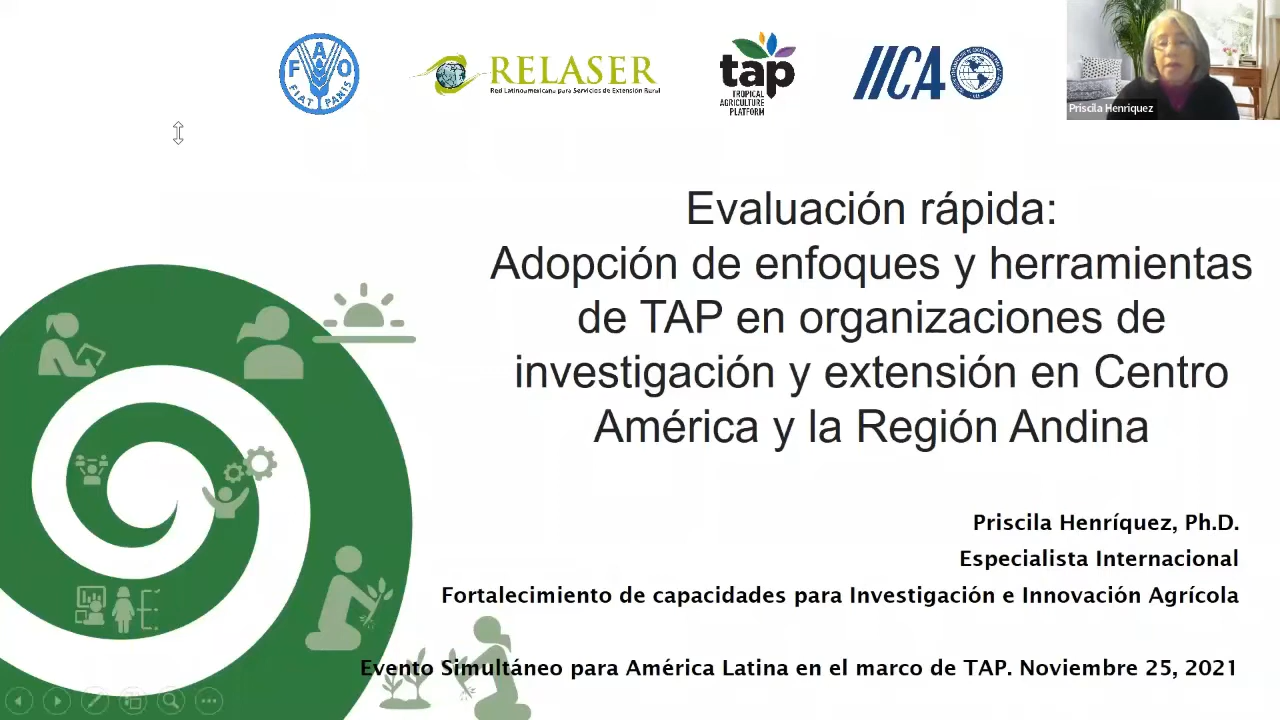 F A O
FIAT PANIS
RELASER
Red Latinoamericana para Servicios de Extensión Rural
tap
TROPICAL
AGRICULTURE
PLATFORM
IICA
Priscila Henriquez
Evaluación rápida:
Adopción de enfoques y herramientas
de TAP en organizaciones de
investigación y extensión en Centro
América y la Región Andina
Priscila Henríquez, Ph.D.
Especialista Internacional
Fortalecimiento de capacidades para Investigación e Innovación Agrícola
Evento Simultáneo para América Latina en el marco de TAP. Noviembre 25, 2021